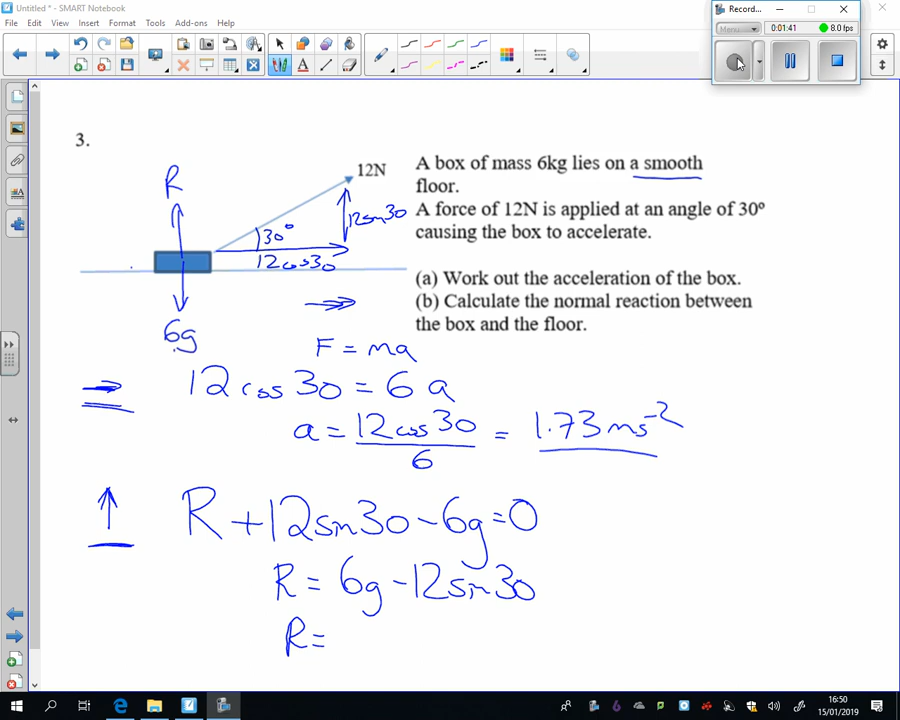 Untitled * - SMART Notebook
File Edit View Insert Format Tools Add-ons Help
Record...
Menu
0:01:41
8.0 fps
3.
12N
R
12sin30
30°
12cos30
6g
A box of mass 6kg lies on a smooth
floor.
A force of 12N is applied at an angle of 30°
causing the box to accelerate.
(a) Work out the acceleration of the box.
(b) Calculate the normal reaction between
the box and the floor.
F = ma
12cos30 = 6a
a = 12cos30/6 = 1.73ms⁻²
R + 12sin30 - 6g = 0
R = 6g - 12sin30
R =
16:50
15/01/2019